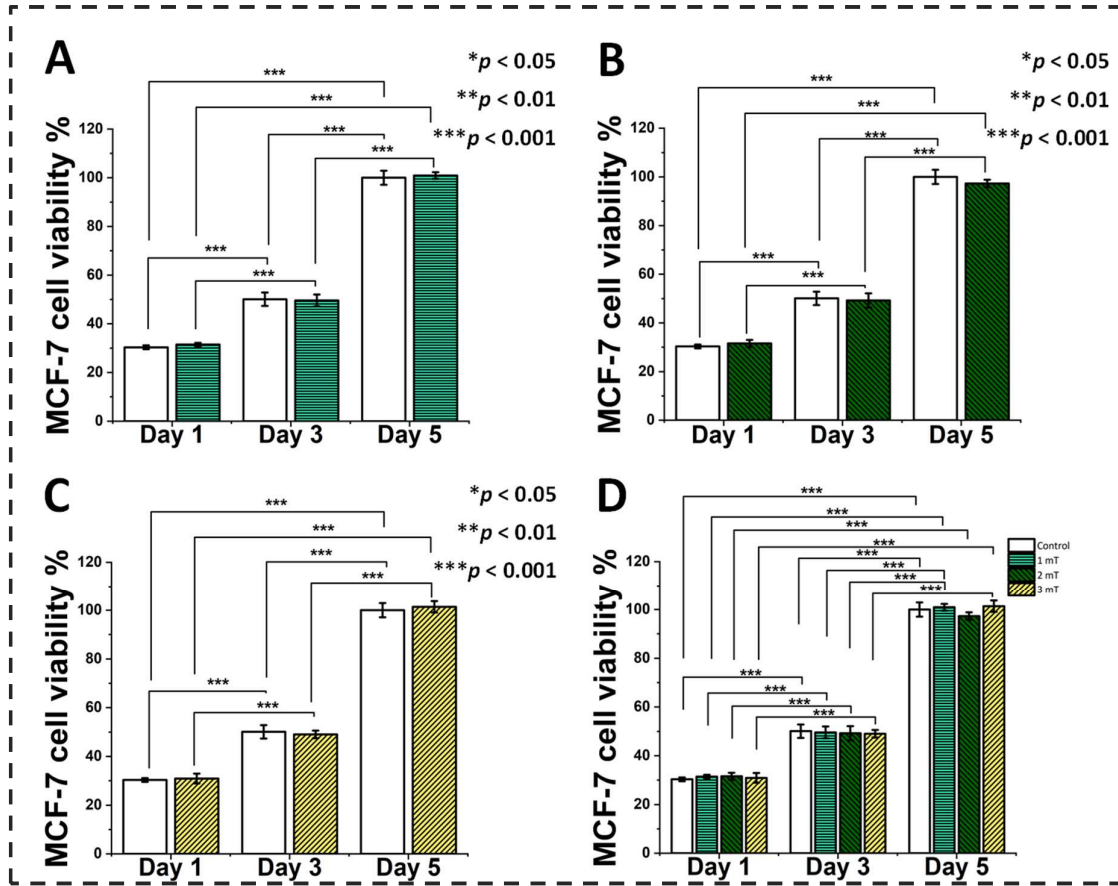 A
*p < 0.05
**p < 0.01
***p < 0.001
***
***
***
***
***
***
MCF-7 cell viability %
120
100
80
60
40
20
0
Day 1
Day 3
Day 5
B
*p < 0.05
**p < 0.01
***p < 0.001
***
***
***
***
***
***
MCF-7 cell viability %
120
100
80
60
40
20
0
Day 1
Day 3
Day 5
C
*p < 0.05
**p < 0.01
***p < 0.001
***
***
***
***
***
***
MCF-7 cell viability %
120
100
80
60
40
20
0
Day 1
Day 3
Day 5
D
***
***
***
***
***
***
***
***
***
***
***
***
Control
1 mT
2 mT
3 mT
MCF-7 cell viability %
120
100
80
60
40
20
0
Day 1
Day 3
Day 5